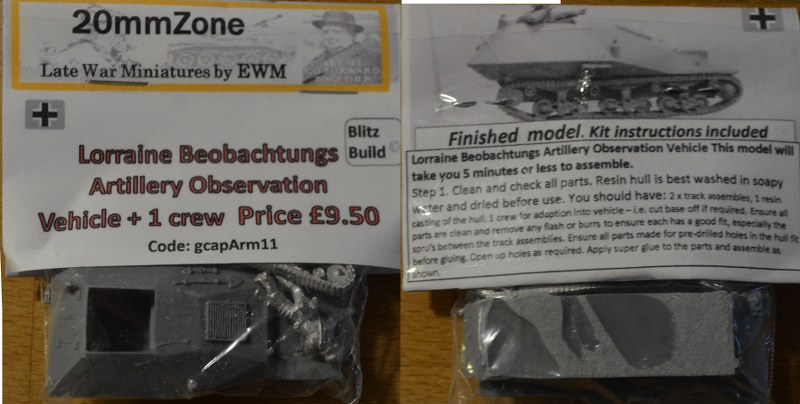 20mmZone
Late War Miniatures by EWM
LET US
GO FORWARD
TOGETHER
Blitz
Build ©
Lorraine Beobachtungs
Artillery Observation
Vehicle + 1 crew Price £9.50
Code: gcapArm11
Finished model. Kit instructions included
Lorraine Beobachtungs Artillery Observation Vehicle This model will
take you 5 minutes or less to assemble.
Step 1. Clean and check all parts. Resin hull is best washed in soapy
water and dried before use. You should have: 2 x track assemblies, 1 resin
casting of the hull. 1 crew for adaption into vehicle – i.e. cut base off if required. Ensure all
parts are clean and remove any flash or burrs to ensure each has a good fit, especially the
spru's between the track assemblies. Ensure all parts made for pre-drilled holes in the hull fit
before gluing. Open up holes as required. Apply super glue to the parts and assemble as
shown.